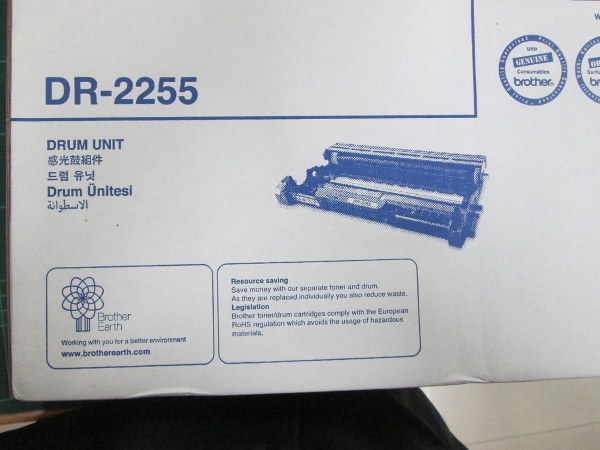 DR-2255
USE
GENUINE
Consumables
brother
DRUM UNIT
感光鼓組件
드럼 유닛
Drum Ünitesi
الاسطوانة
Brother
Earth
Working with you for a better environment
www.brotherearth.com
Resource saving
Save money with our separate toner and drum.
As they are replaced individually you also reduce waste.
Legislation
Brother toner/drum cartridges comply with the European
RoHS regulation which avoids the usage of hazardous
materials.